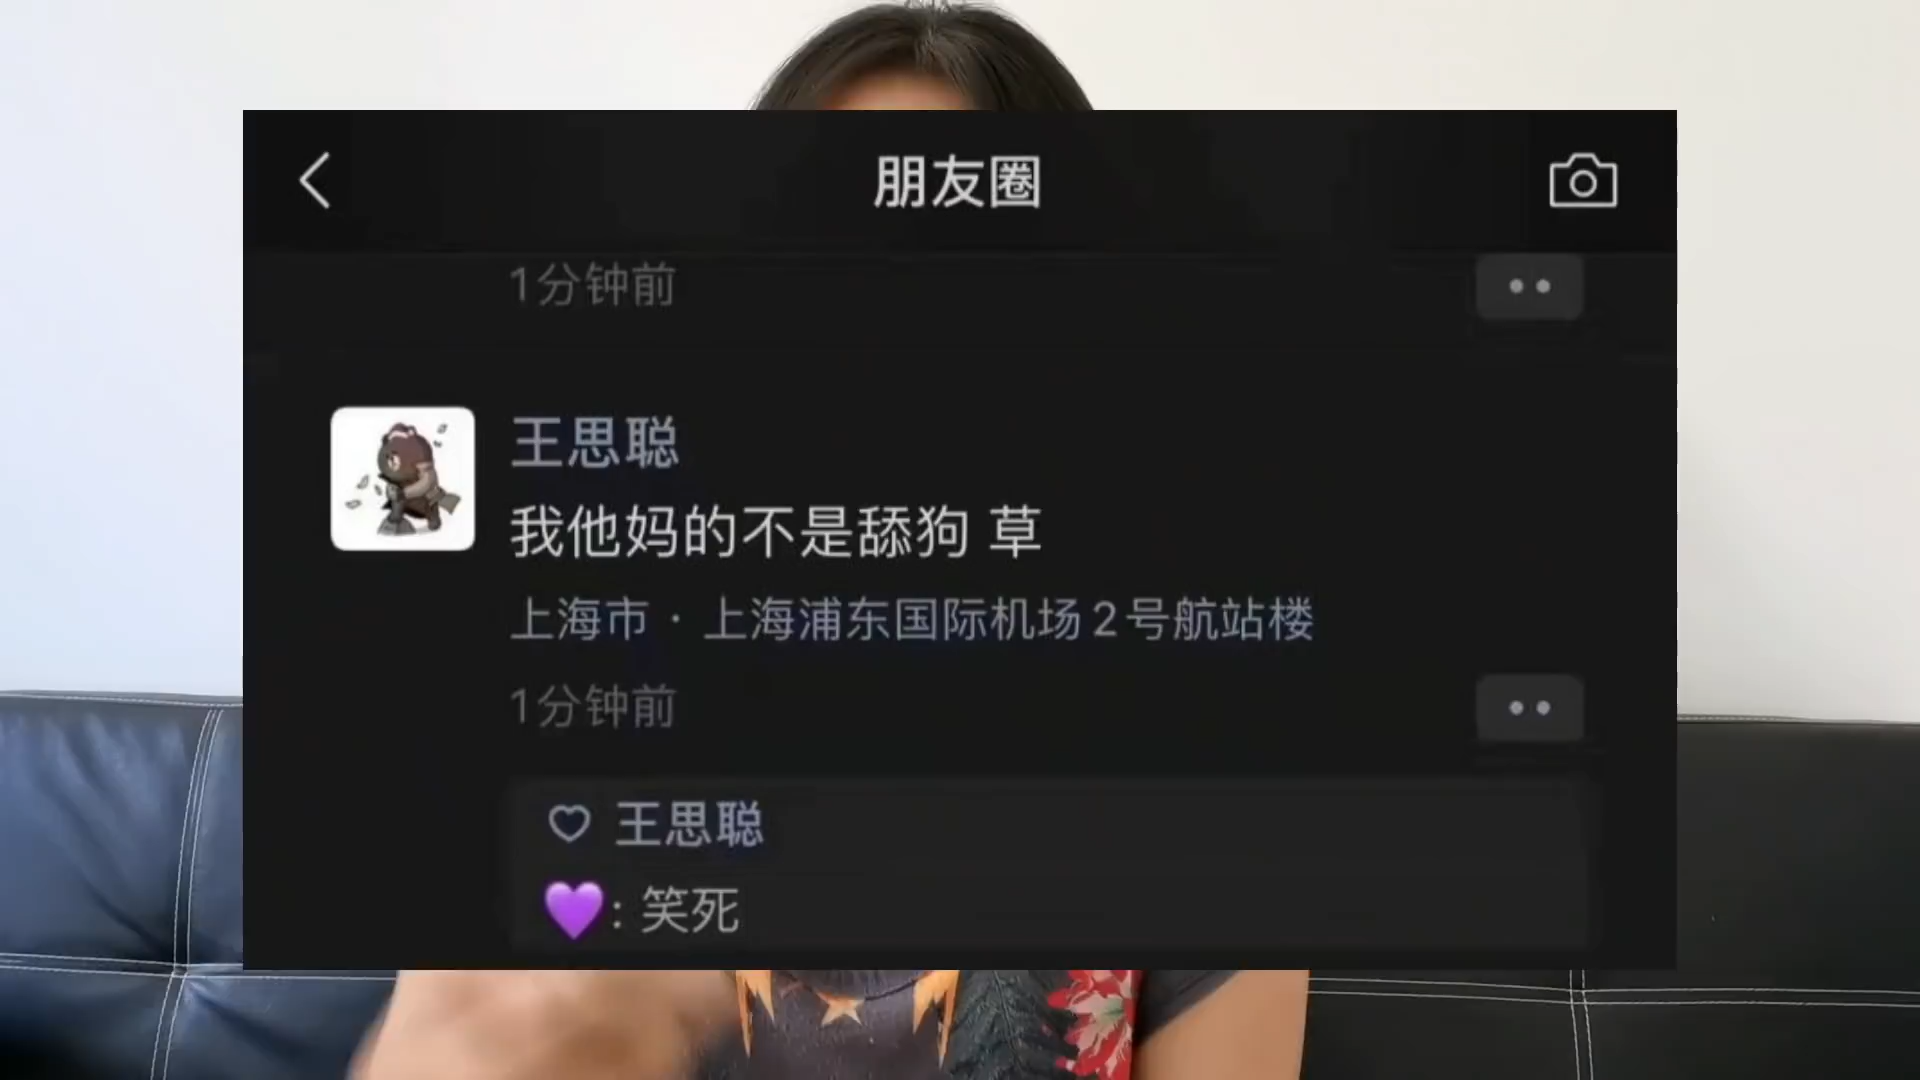 朋友圈
1分钟前
王思聪
我他妈的不是舔狗 草
上海市 · 上海浦东国际机场2号航站楼
1分钟前
王思聪
: 笑死